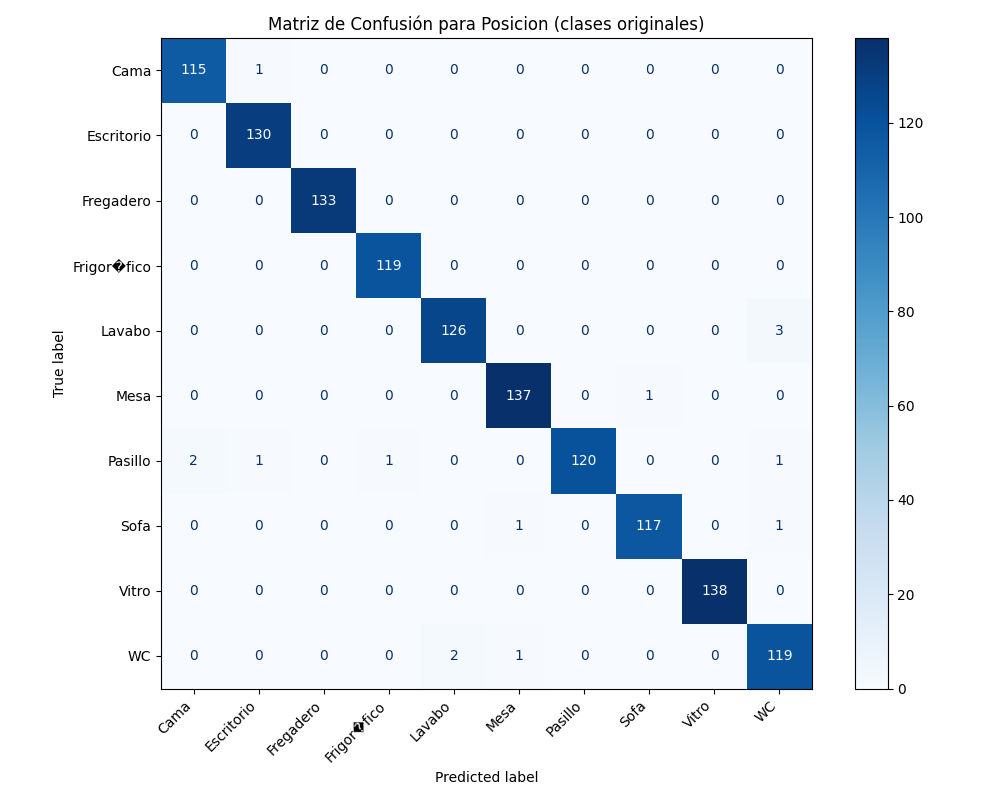 Matriz de Confusión para Posicion (clases originales)
Cama 115 1 0 0 0 0 0 0 0 0
Escritorio 0 130 0 0 0 0 0 0 0 0
Fregadero 0 0 133 0 0 0 0 0 0 0
Frigor�fico 0 0 0 119 0 0 0 0 0 0
Lavabo 0 0 0 0 126 0 0 0 0 3
Mesa 0 0 0 0 0 137 0 1 0 0
Pasillo 2 1 0 1 0 0 120 0 0 1
Sofa 0 0 0 0 0 1 0 117 0 1
Vitro 0 0 0 0 0 0 0 0 138 0
WC 0 0 0 0 2 1 0 0 0 119
Cama Escritorio Fregadero Frigor�fico Lavabo Mesa Pasillo Sofa Vitro WC
Predicted label
True label
120
100
80
60
40
20
0